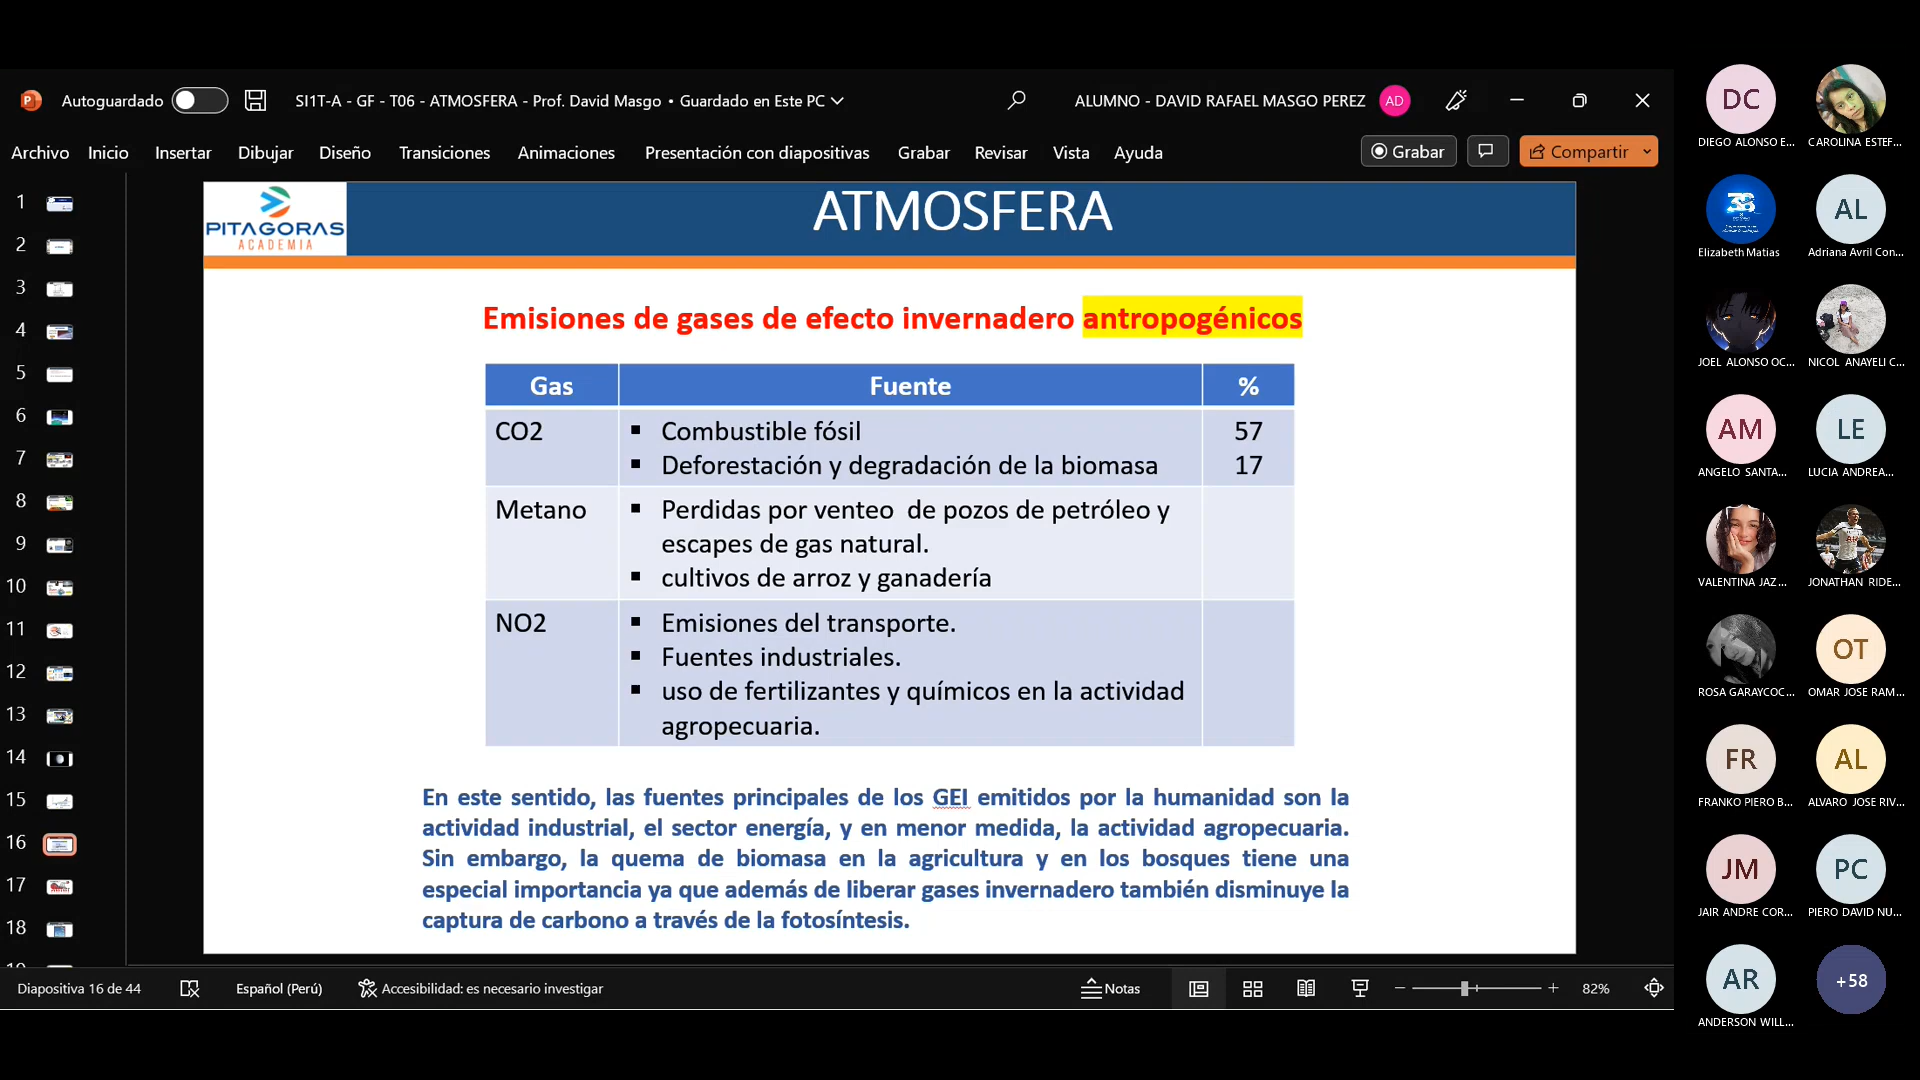 Autoguardado
SI1T-A - GF - T06 - ATMOSFERA - Prof. David Masgo • Guardado en Este PC
ALUMNO - DAVID RAFAEL MASGO PEREZ
AD
Archivo Inicio Insertar Dibujar Diseño Transiciones Animaciones Presentación con diapositivas Grabar Revisar Vista Ayuda
Grabar
Compartir
1
2
3
4
5
6
7
8
9
10
11
12
13
14
15
16
17
18
PITAGORAS
ACADEMIA
ATMOSFERA
Emisiones de gases de efecto invernadero antropogénicos
Gas Fuente %
CO2 ▪ Combustible fósil 57
▪ Deforestación y degradación de la biomasa 17
Metano ▪ Perdidas por venteo de pozos de petróleo y
escapes de gas natural.
▪ cultivos de arroz y ganadería
NO2 ▪ Emisiones del transporte.
▪ Fuentes industriales.
▪ uso de fertilizantes y químicos en la actividad
agropecuaria.
En este sentido, las fuentes principales de los GEI emitidos por la humanidad son la
actividad industrial, el sector energía, y en menor medida, la actividad agropecuaria.
Sin embargo, la quema de biomasa en la agricultura y en los bosques tiene una
especial importancia ya que además de liberar gases invernadero también disminuye la
captura de carbono a través de la fotosíntesis.
Diapositiva 16 de 44
Español (Perú)
Accesibilidad: es necesario investigar
Notas
82%
DC
DIEGO ALONSO E...
CAROLINA ESTEF...
Elizabeth Matias
AL
Adriana Avril Con...
JOEL ALONSO OC...
NICOL ANAYELI C...
AM
ANGELO SANTA...
LE
LUCIA ANDREA...
VALENTINA JAZ...
JONATHAN RIDE...
ROSA GARAYCOC...
OT
OMAR JOSE RAM...
FR
FRANKO PIERO B...
AL
ALVARO JOSE RIV...
JM
JAIR ANDRE COR...
PC
PIERO DAVID NU...
AR
ANDERSON WILL...
+58